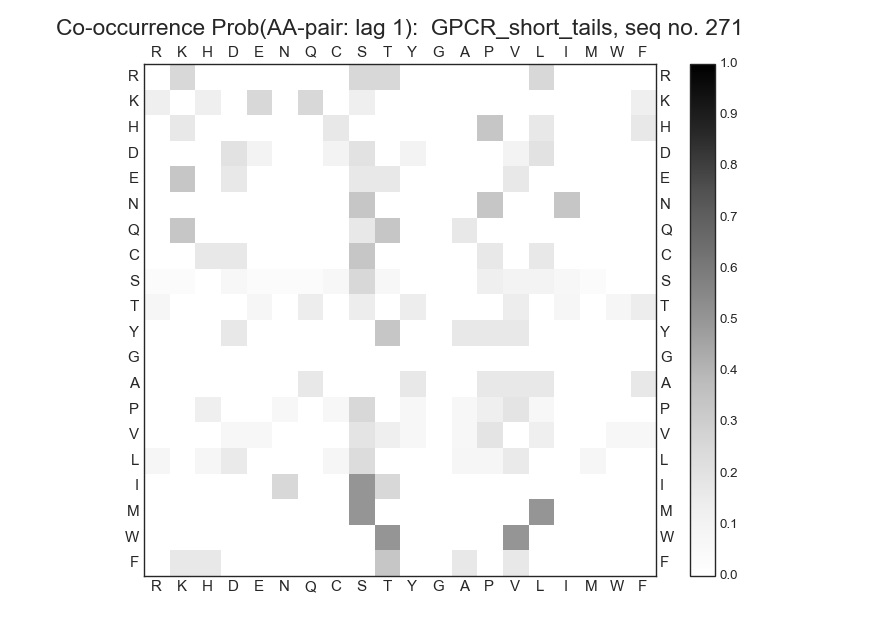 Co-occurrence Prob(AA-pair: lag 1):  GPCR_short_tails, seq no. 271
R K H D E N Q C S T Y G A P V L I M W F
R R 1.0
K K 0.9
H H
D D 0.8
E E
N N 0.7
Q Q
C C 0.6
S S
T T 0.5
Y Y
G G 0.4
A A
P P 0.3
V V
L L 0.2
I I
M M 0.1
W W
F F 0.0
R K H D E N Q C S T Y G A P V L I M W F